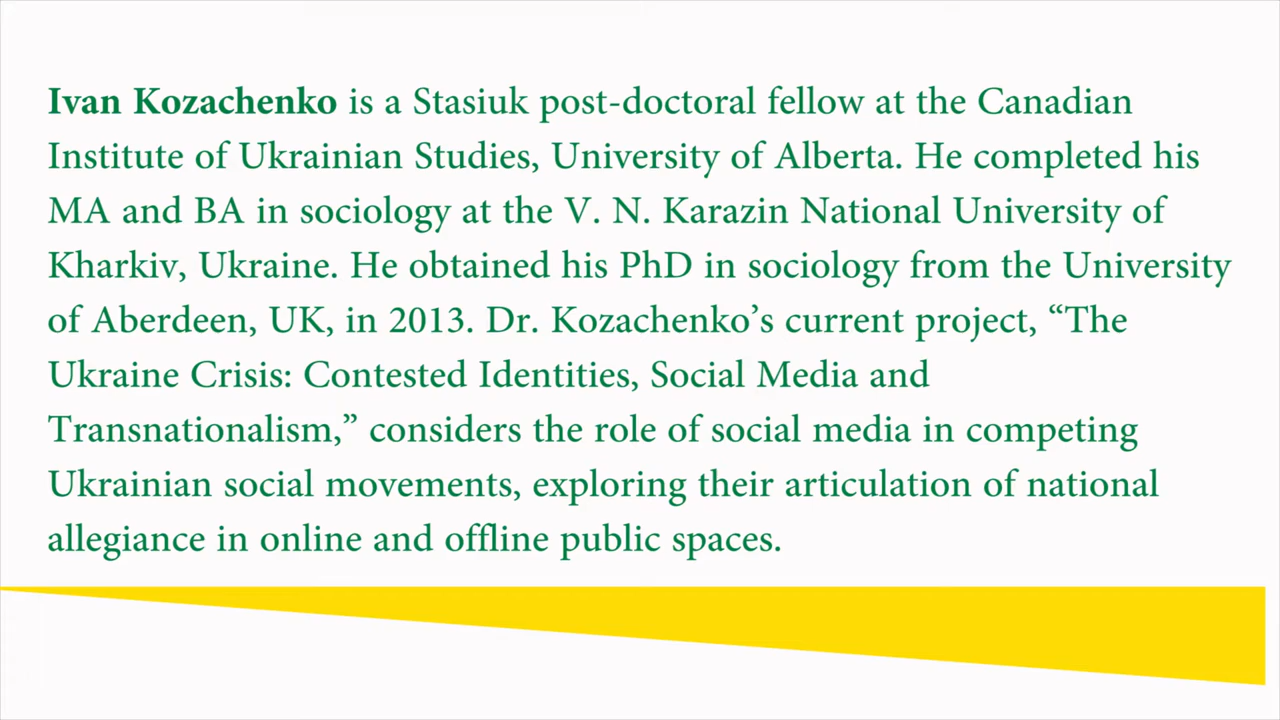 Ivan Kozachenko is a Stasiuk post-doctoral fellow at the Canadian
Institute of Ukrainian Studies, University of Alberta. He completed his
MA and BA in sociology at the V. N. Karazin National University of
Kharkiv, Ukraine. He obtained his PhD in sociology from the University
of Aberdeen, UK, in 2013. Dr. Kozachenko’s current project, “The
Ukraine Crisis: Contested Identities, Social Media and
Transnationalism,” considers the role of social media in competing
Ukrainian social movements, exploring their articulation of national
allegiance in online and offline public spaces.